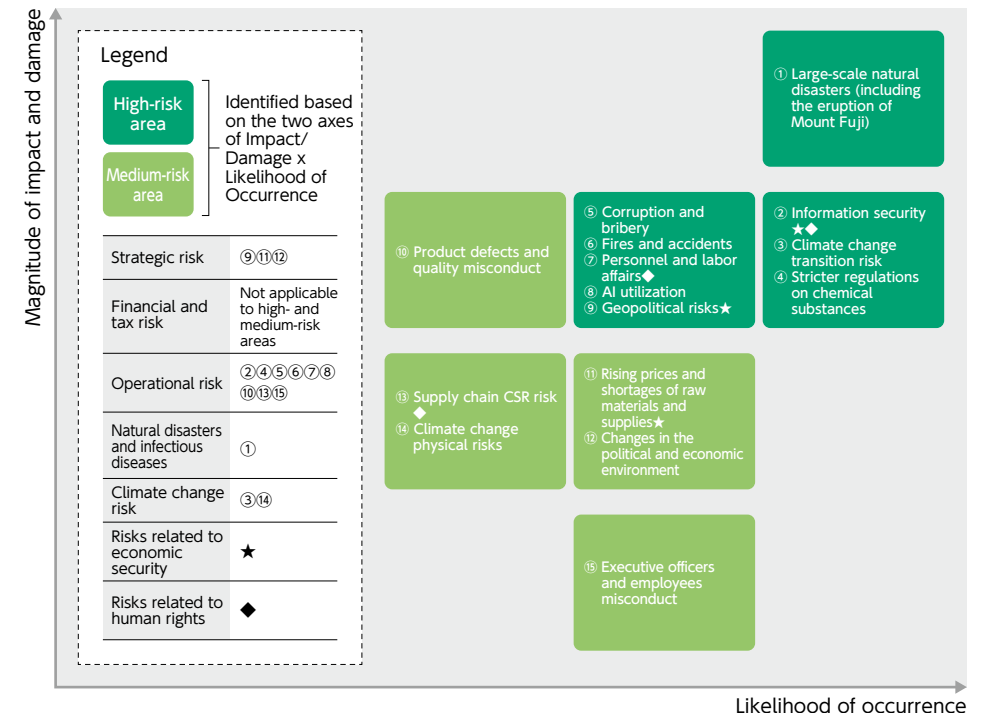 Magnitude of impact and damage
Legend
High-risk
area
Medium-risk
area
Identified based
on the two axes
of Impact/
Damage x
Likelihood of
Occurrence
Strategic risk
⑨⑪⑫
Financial and
tax risk
Not applicable
to high- and
medium-risk
areas
Operational risk
②④⑤⑥⑦⑧
⑩⑬⑮
Natural disasters
and infectious
diseases
①
Climate change
risk
③⑭
Risks related to
economic
security
★
Risks related to
human rights
◆
① Large-scale natural
disasters (including
the eruption of
Mount Fuji)
⑩ Product defects and
quality misconduct
⑤ Corruption and
bribery
⑥ Fires and accidents
⑦ Personnel and labor
affairs◆
⑧ AI utilization
⑨ Geopolitical risks★
② Information security
★◆
③ Climate change
transition risk
④ Stricter regulations
on chemical
substances
⑬ Supply chain CSR risk
◆
⑭ Climate change
physical risks
⑪ Rising prices and
shortages of raw
materials and
supplies★
⑫ Changes in the
political and economic
environment
⑮ Executive officers
and employees
misconduct
Likelihood of occurrence